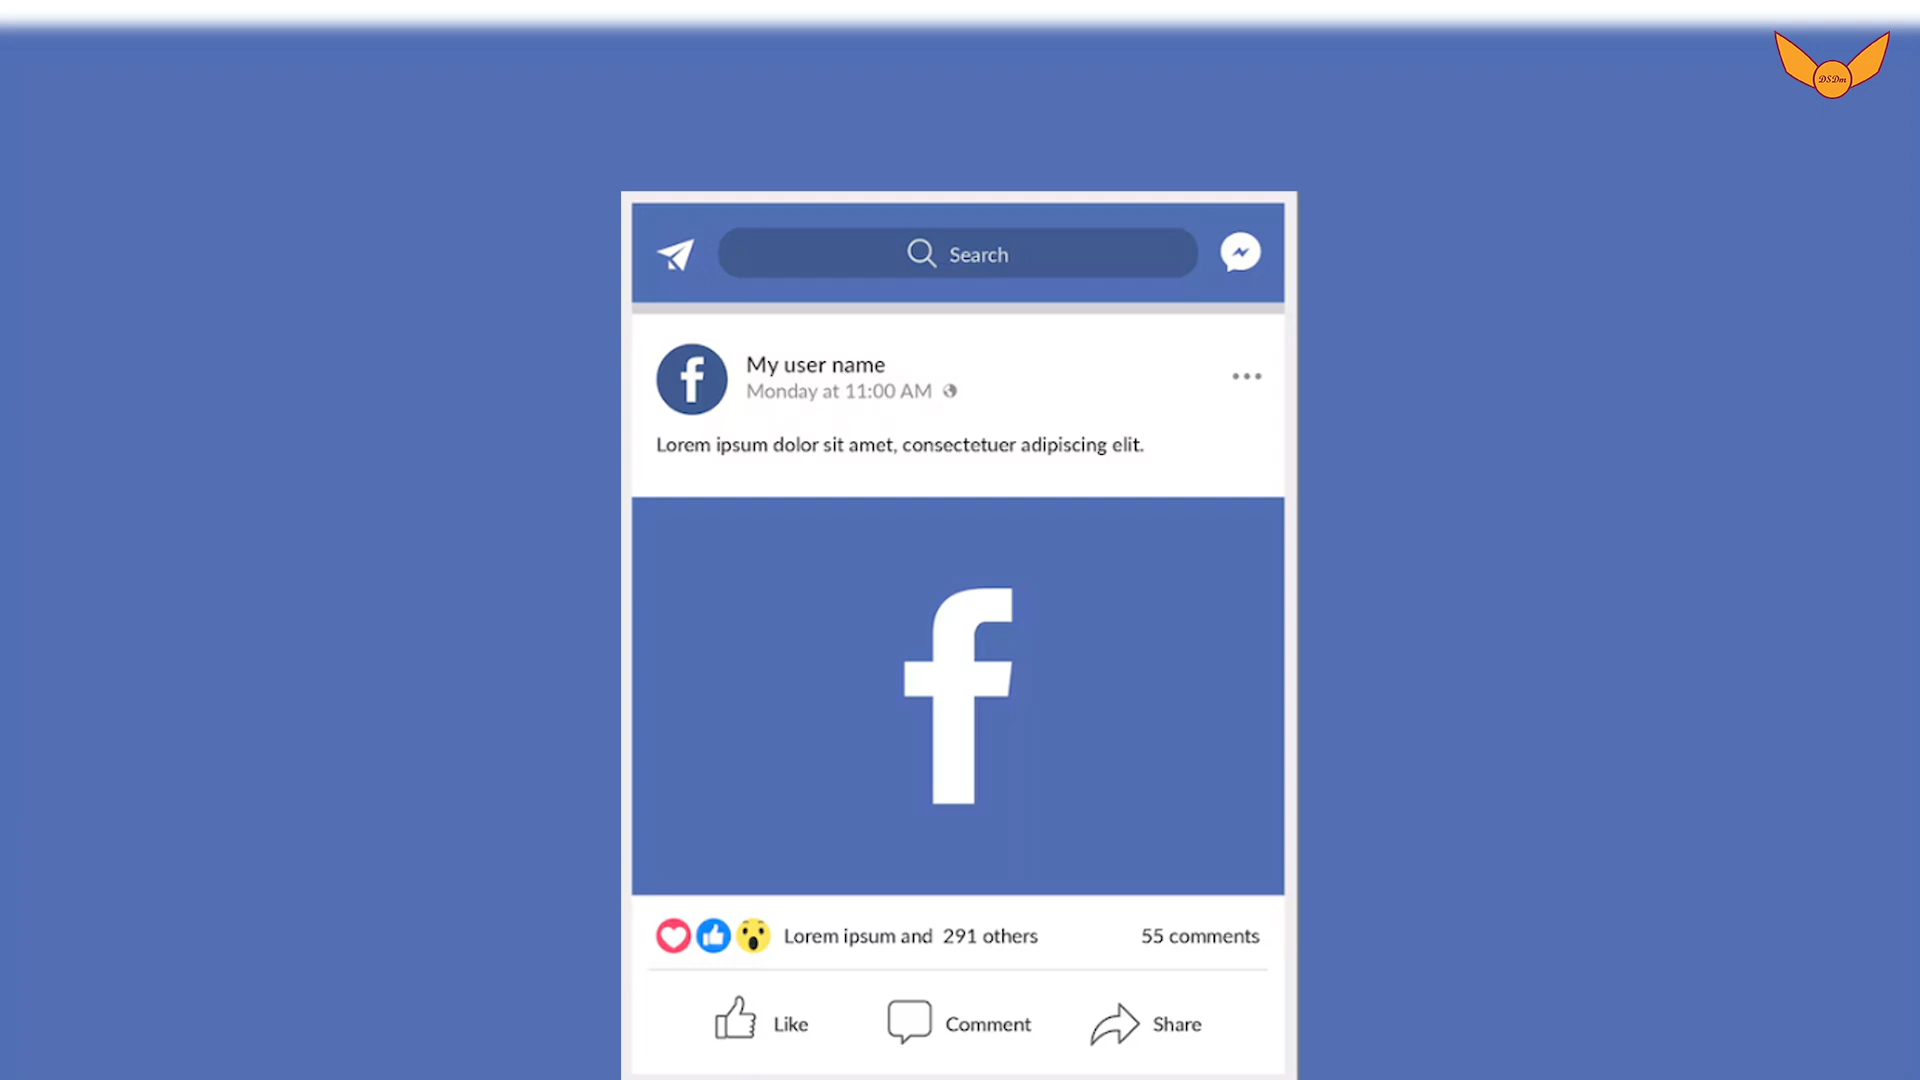 DSDm
Search
My user name
Monday at 11:00 AM
Lorem ipsum dolor sit amet, consectetuer adipiscing elit.
f
Lorem ipsum and 291 others 55 comments
Like Comment Share